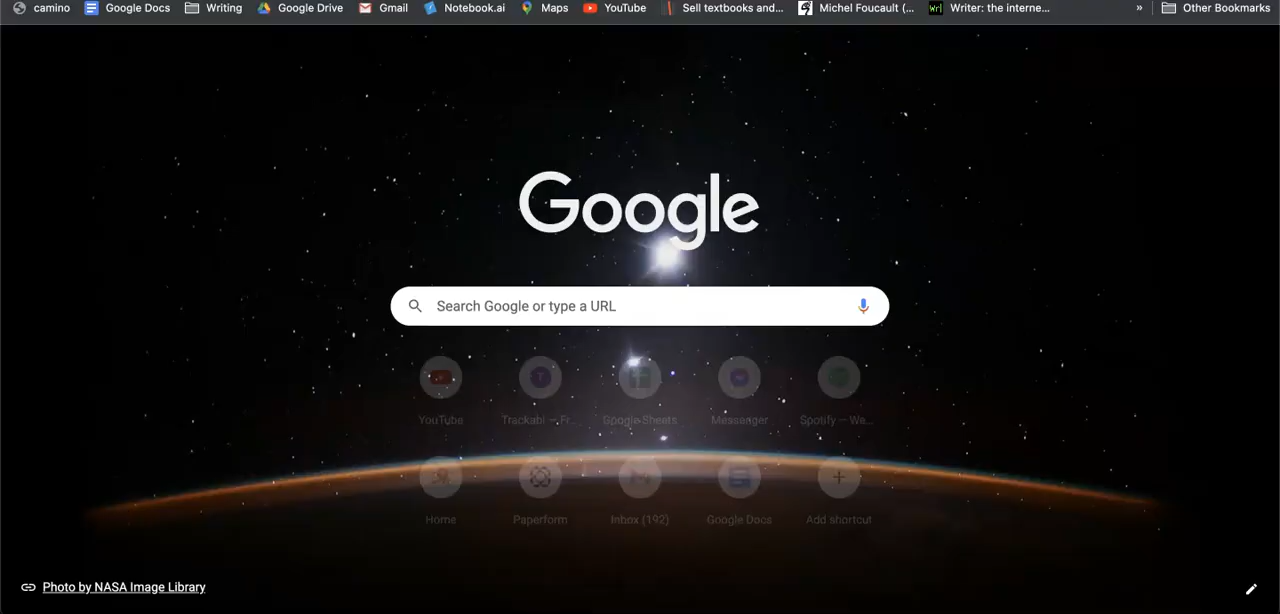 camino Google Docs Writing Google Drive Gmail Notebook.ai Maps YouTube Sell textbooks and... Michel Foucault (... Wr| Writer: the interne... » Other Bookmarks
Google
Search Google or type a URL
YouTube Trackabi — Fr... Google Sheets Messenger Spotify — We...
Home Paperform Inbox (192) Google Docs Add shortcut
Photo by NASA Image Library